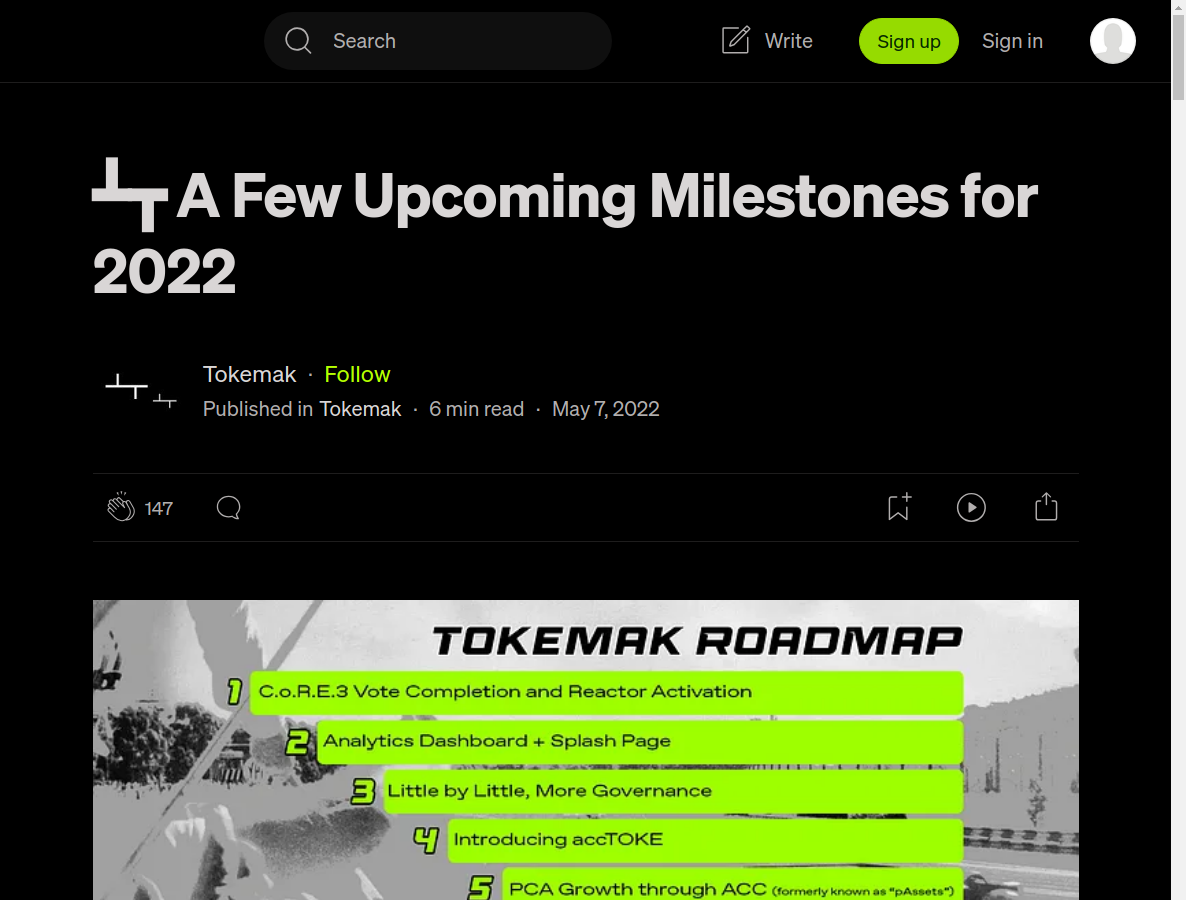 Search
Write
Sign up
Sign in
A Few Upcoming Milestones for
2022
Tokemak · Follow
Published in Tokemak · 6 min read · May 7, 2022
147
TOKEMAK ROADMAP
1 C.o.R.E.3 Vote Completion and Reactor Activation
2 Analytics Dashboard + Splash Page
3 Little by Little, More Governance
4 Introducing accTOKE
5 PCA Growth through ACC (formerly known as "pAssets")